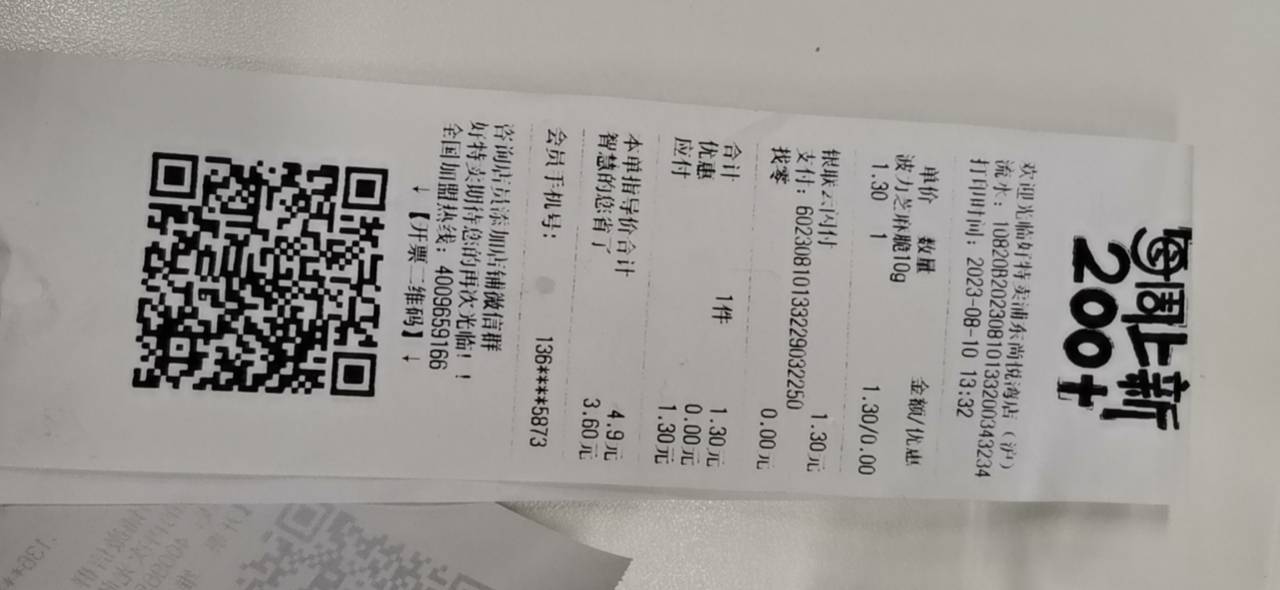 每周上新
200+
欢迎光临好特卖浦东尚悦湾店（沪）
流水：1082082023081013320034​3234
打印时间：2023-08-10 13:32
单价 数量 金额/优惠
波力芝麻脆10g
1.30 1 1.30/0.00
银联云闪付 1.30元
支付：6023081013322903225​0
找零 0.00元
合计 1件 1.30元
优惠 0.00元
应付 1.30元
本单指导价合计 4.9元
智慧的您省了 3.60元
会员手机号： 136****5873
咨询店员添加店铺微信群
好特卖期待您的再次光临！！
全国加盟热线：4009659166
↓【开票二维码】↓